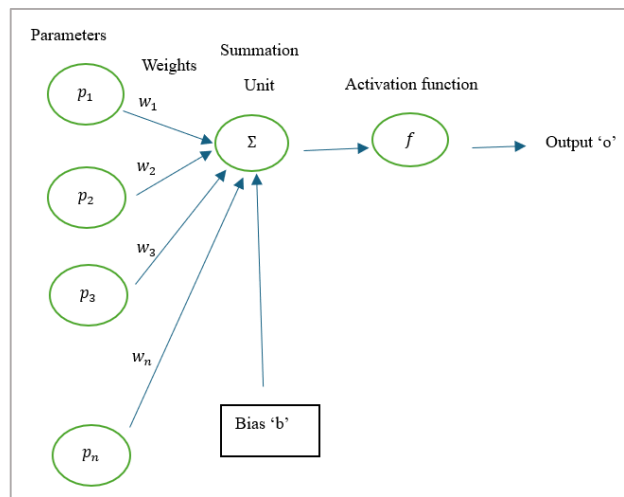 Parameters
Weights
Summation
Unit
Activation function
p₁
w₁
Σ
f
Output ‘o’
w₂
p₂
w₃
p₃
wₙ
Bias ‘b’
pₙ